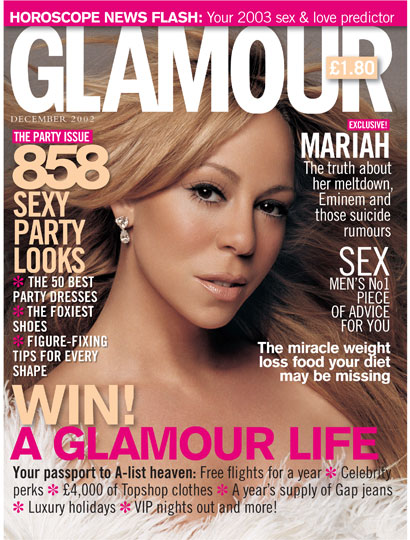 HOROSCOPE NEWS FLASH: Your 2003 sex & love predictor
GLAMOUR
£1.80
DECEMBER 2002
THE PARTY ISSUE
858
SEXY
PARTY
LOOKS
* THE 50 BEST
PARTY DRESSES
* THE FOXIEST
SHOES
* FIGURE-FIXING
TIPS FOR EVERY
SHAPE
EXCLUSIVE!
MARIAH
The truth about
her meltdown,
Eminem and
those suicide
rumours
SEX
MEN'S No1
PIECE
OF ADVICE
FOR YOU
The miracle weight
loss food your diet
may be missing
WIN!
A GLAMOUR LIFE
Your passport to A-list heaven: Free flights for a year * Celebrity
perks * £4,000 of Topshop clothes * A year's supply of Gap jeans
* Luxury holidays * VIP nights out and more!